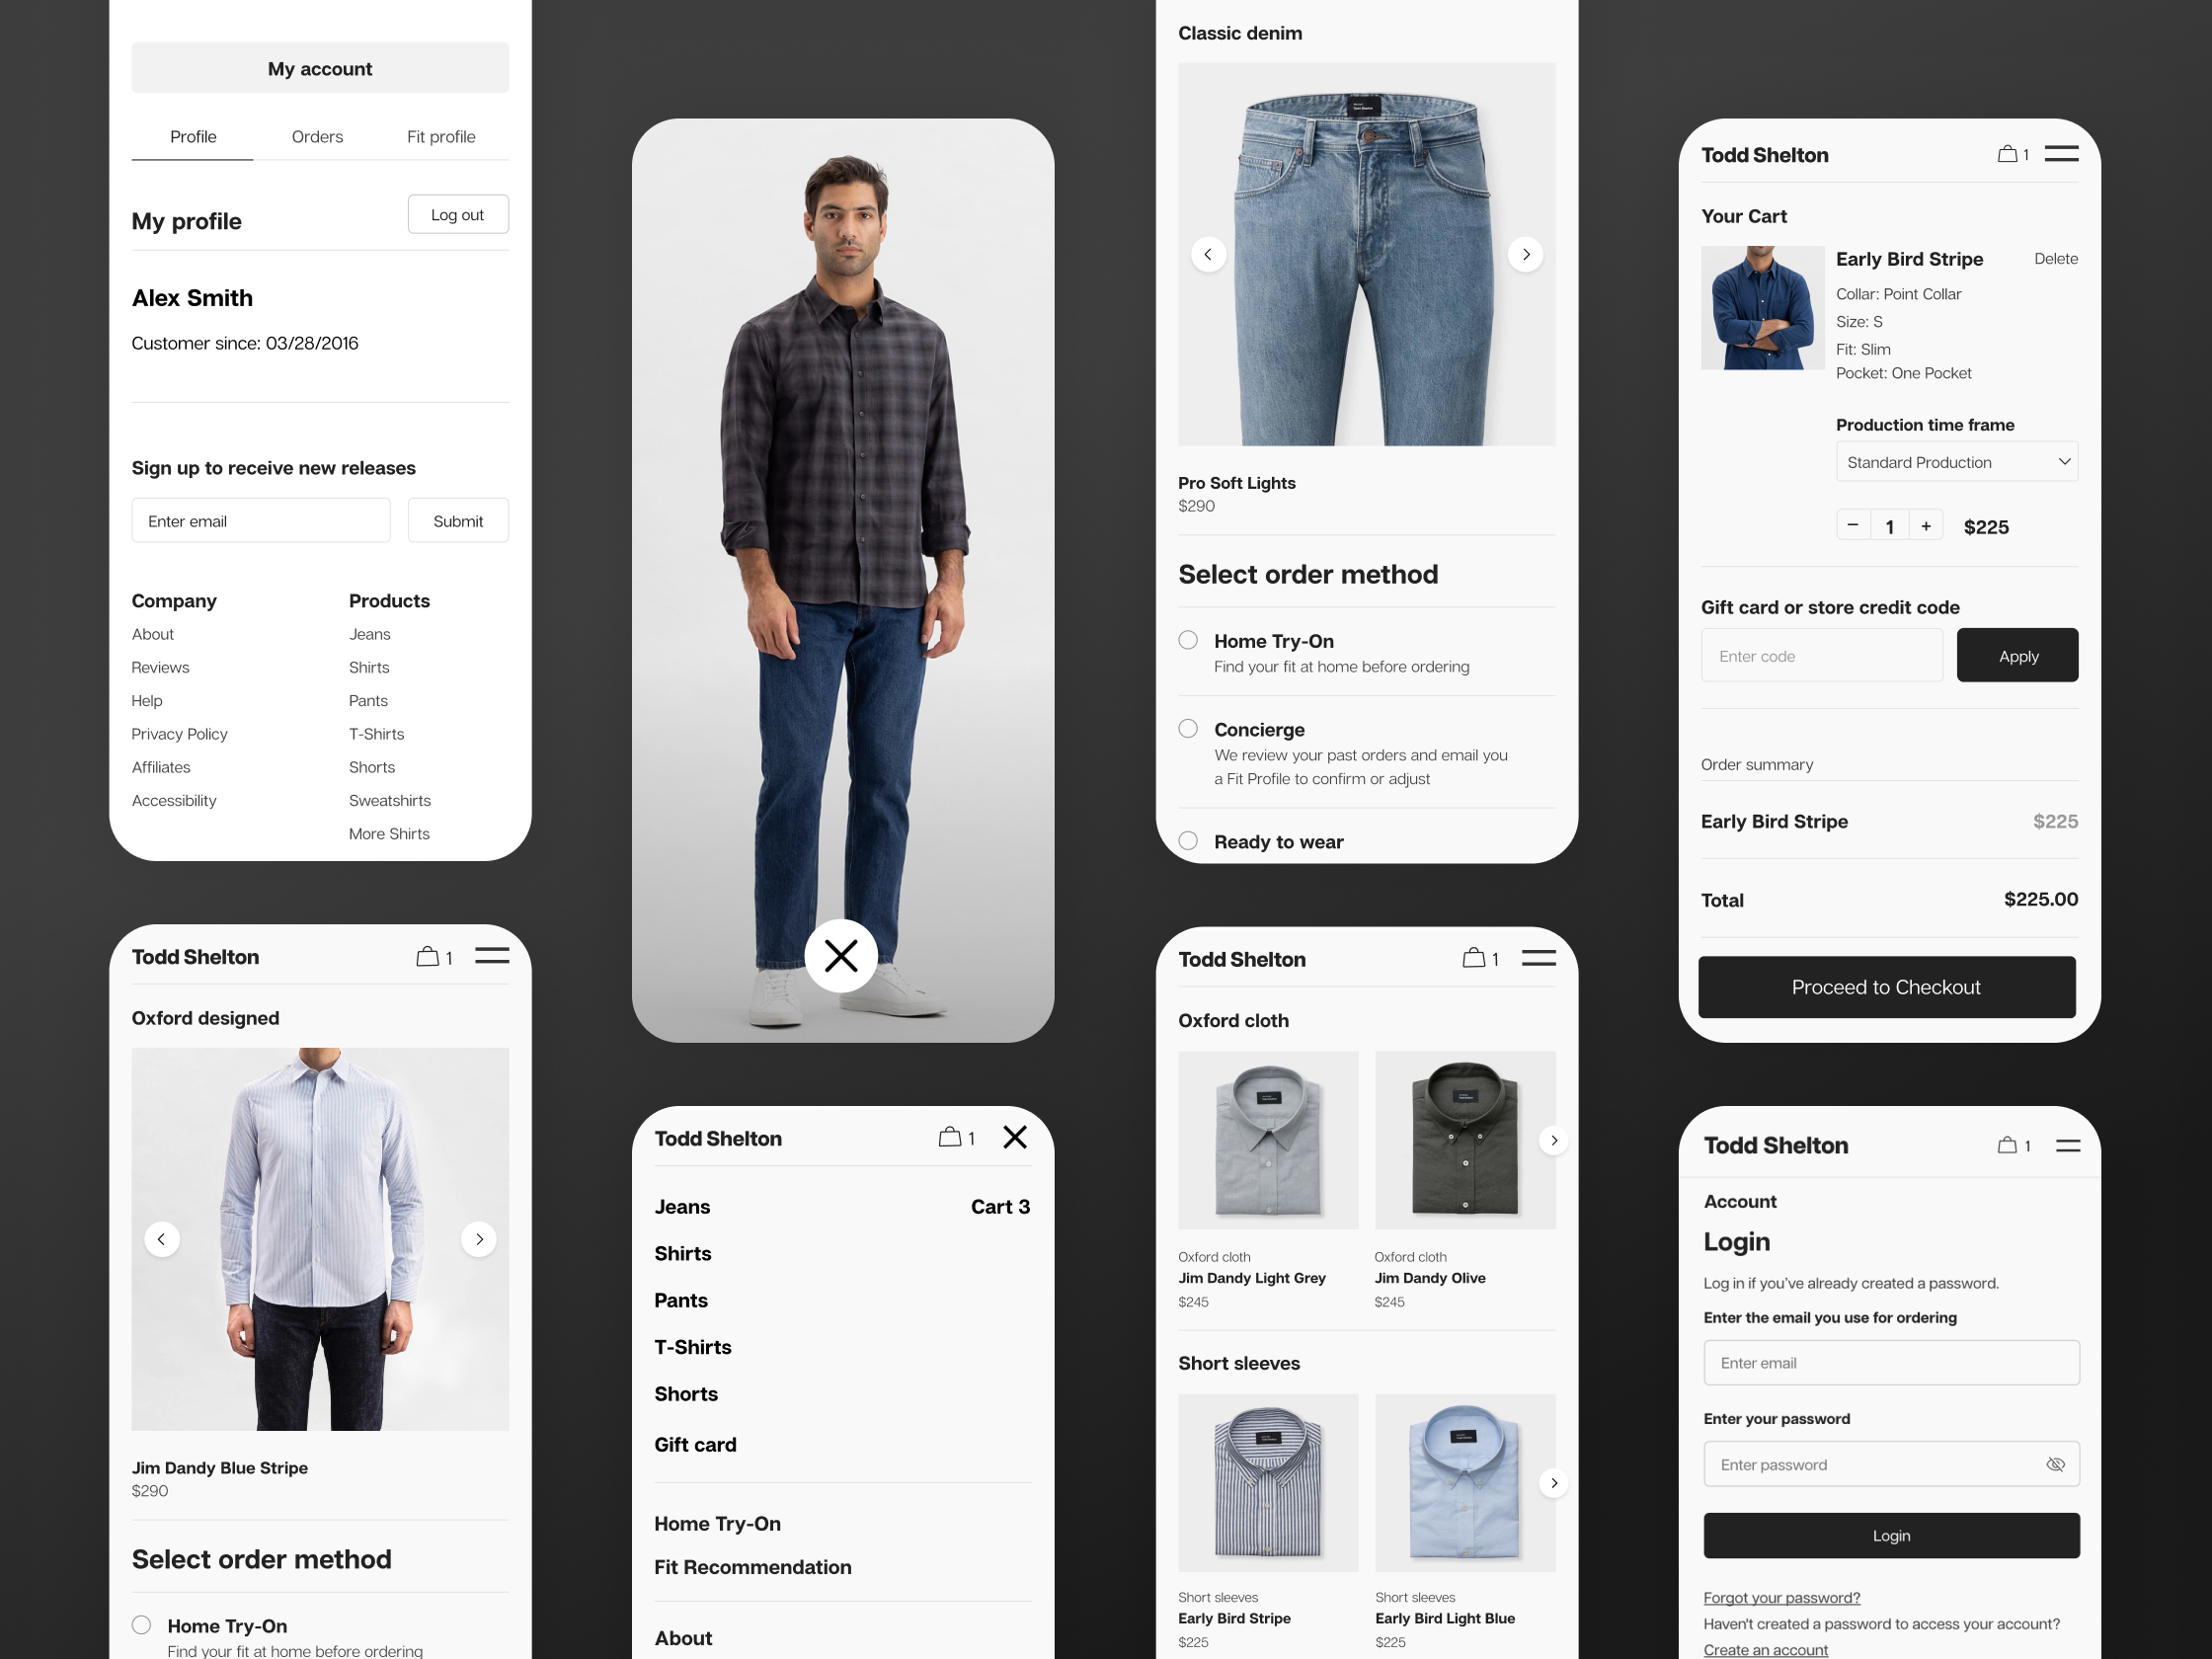 My account
Profile Orders Fit profile
My profile Log out
Alex Smith
Customer since: 03/28/2016
Sign up to receive new releases
Enter email Submit
Company Products
About Jeans
Reviews Shirts
Help Pants
Privacy Policy T-Shirts
Affiliates Shorts
Accessibility Sweatshirts
More Shirts
Todd Shelton 1
Oxford designed
Jim Dandy Blue Stripe
$290
Select order method
Home Try-On
Find your fit at home before ordering
Todd Shelton 1
Jeans Cart 3
Shirts
Pants
T-Shirts
Shorts
Gift card
Home Try-On
Fit Recommendation
About
Classic denim
Todd Shelton
Pro Soft Lights
$290
Select order method
Home Try-On
Find your fit at home before ordering
Concierge
We review your past orders and email you
a Fit Profile to confirm or adjust
Ready to wear
Todd Shelton 1
Oxford cloth
Oxford cloth Oxford cloth
Jim Dandy Light Grey Jim Dandy Olive
$245 $245
Short sleeves
Short sleeves Short sleeves
Early Bird Stripe Early Bird Light Blue
$225 $225
Todd Shelton 1
Your Cart
Early Bird Stripe Delete
Collar: Point Collar
Size: S
Fit: Slim
Pocket: One Pocket
Production time frame
Standard Production
1 $225
Gift card or store credit code
Enter code Apply
Order summary
Early Bird Stripe $225
Total $225.00
Proceed to Checkout
Todd Shelton 1
Account
Login
Log in if you've already created a password.
Enter the email you use for ordering
Enter email
Enter your password
Enter password
Login
Forgot your password?
Haven't created a password to access your account?
Create an account